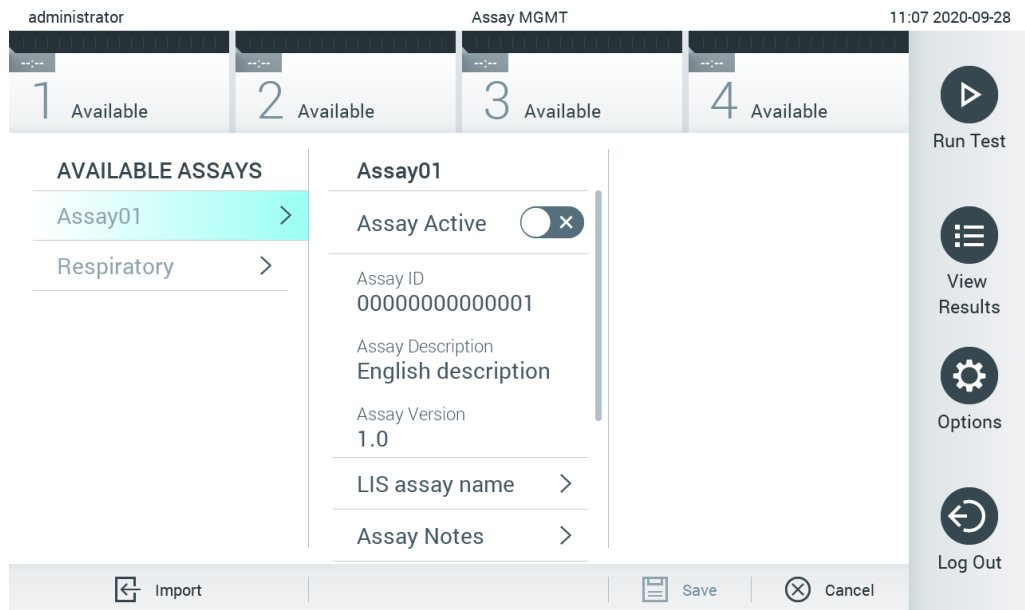 administrator
Assay MGMT
11:07 2020-09-28
--:--
1 Available
--:--
2 Available
--:--
3 Available
--:--
4 Available
AVAILABLE ASSAYS
Assay01
Respiratory
Assay01
Assay Active
Assay ID
00000000000001
Assay Description
English description
Assay Version
1.0
LIS assay name
Assay Notes
Run Test
View
Results
Options
Log Out
Import
Save
Cancel